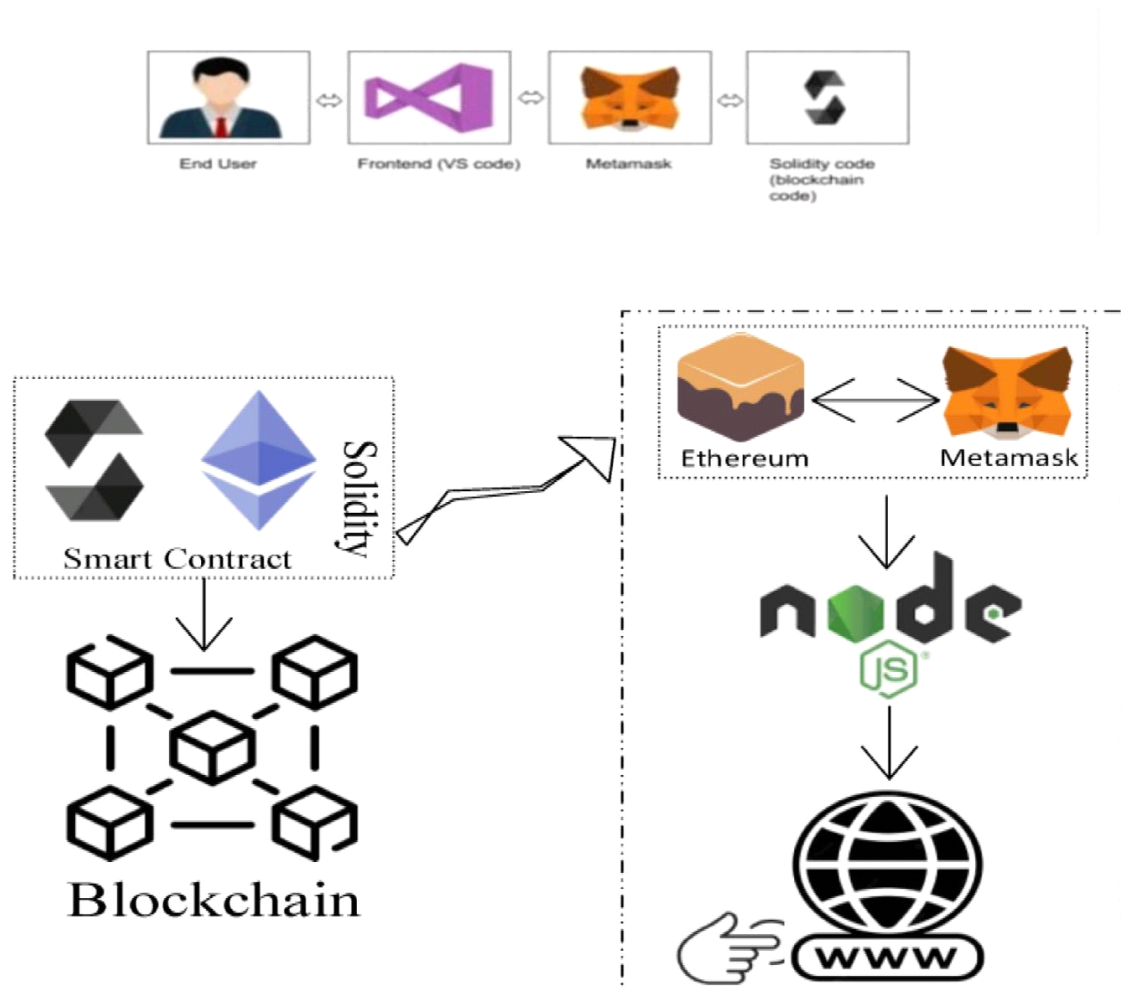 End User
Frontend (VS code)
Metamask
Solidity code
(blockchain
code)
Smart Contract
Solidity
Blockchain
Ethereum
Metamask
node
JS
www